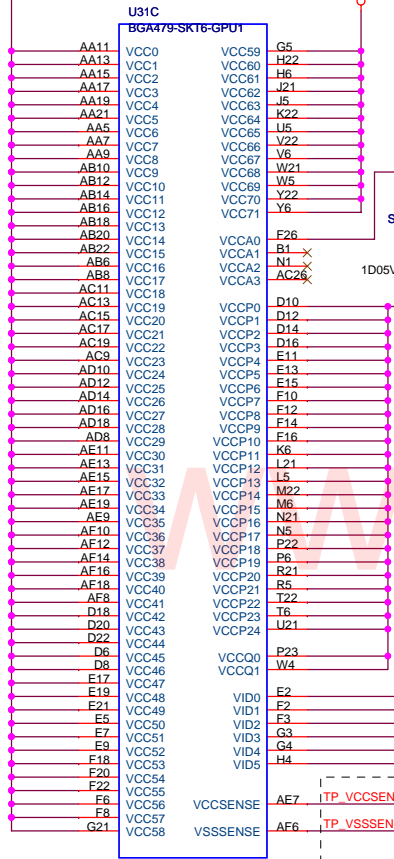 U31C
BGA479-SKT6-GPU1
AA11 VCC0 VCC59 G5
AA13 VCC1 VCC60 H22
AA15 VCC2 VCC61 H6
AA17 VCC3 VCC62 J21
AA19 VCC4 VCC63 J5
AA21 VCC5 VCC64 K22
AA5 VCC6 VCC65 U5
AA7 VCC7 VCC66 V22
AA9 VCC8 VCC67 V6
AB10 VCC9 VCC68 W21
AB12 VCC10 VCC69 W5
AB14 VCC11 VCC70 Y22
AB16 VCC12 VCC71 Y6
AB18 VCC13
AB20 VCC14 VCCA0 F26
AB22 VCC15 VCCA1 B1
AB6 VCC16 VCCA2 N1
AB8 VCC17 VCCA3 AC26 1D05V
AC11 VCC18
AC13 VCC19 VCCP0 D10
AC15 VCC20 VCCP1 D12
AC17 VCC21 VCCP2 D14
AC19 VCC22 VCCP3 D16
AC9 VCC23 VCCP4 E11
AD10 VCC24 VCCP5 E13
AD12 VCC25 VCCP6 E15
AD14 VCC26 VCCP7 F10
AD16 VCC27 VCCP8 F12
AD18 VCC28 VCCP9 F14
AD8 VCC29 VCCP10 F16
AE11 VCC30 VCCP11 K6
AE13 VCC31 VCCP12 L21
AE15 VCC32 VCCP13 L5
AE17 VCC33 VCCP14 M22
AE19 VCC34 VCCP15 M6
AE9 VCC35 VCCP16 N21
AF10 VCC36 VCCP17 N5
AF12 VCC37 VCCP18 P22
AF14 VCC38 VCCP19 P6
AF16 VCC39 VCCP20 R21
AF18 VCC40 VCCP21 R5
AF8 VCC41 VCCP22 T22
D18 VCC42 VCCP23 T6
D20 VCC43 VCCP24 U21
D22 VCC44
D6 VCC45 VCCQ0 P23
D8 VCC46 VCCQ1 W4
E17 VCC47
E19 VCC48 VID0 E2
E21 VCC49 VID1 F2
E5 VCC50 VID2 F3
E7 VCC51 VID3 G3
E9 VCC52 VID4 G4
F18 VCC53 VID5 H4
F20 VCC54
F22 VCC55
F6 VCC56 VCCSENSE AE7 TP_VCCSEN
F8 VCC57
G21 VCC58 VSSSENSE AF6 TP_VSSSEN